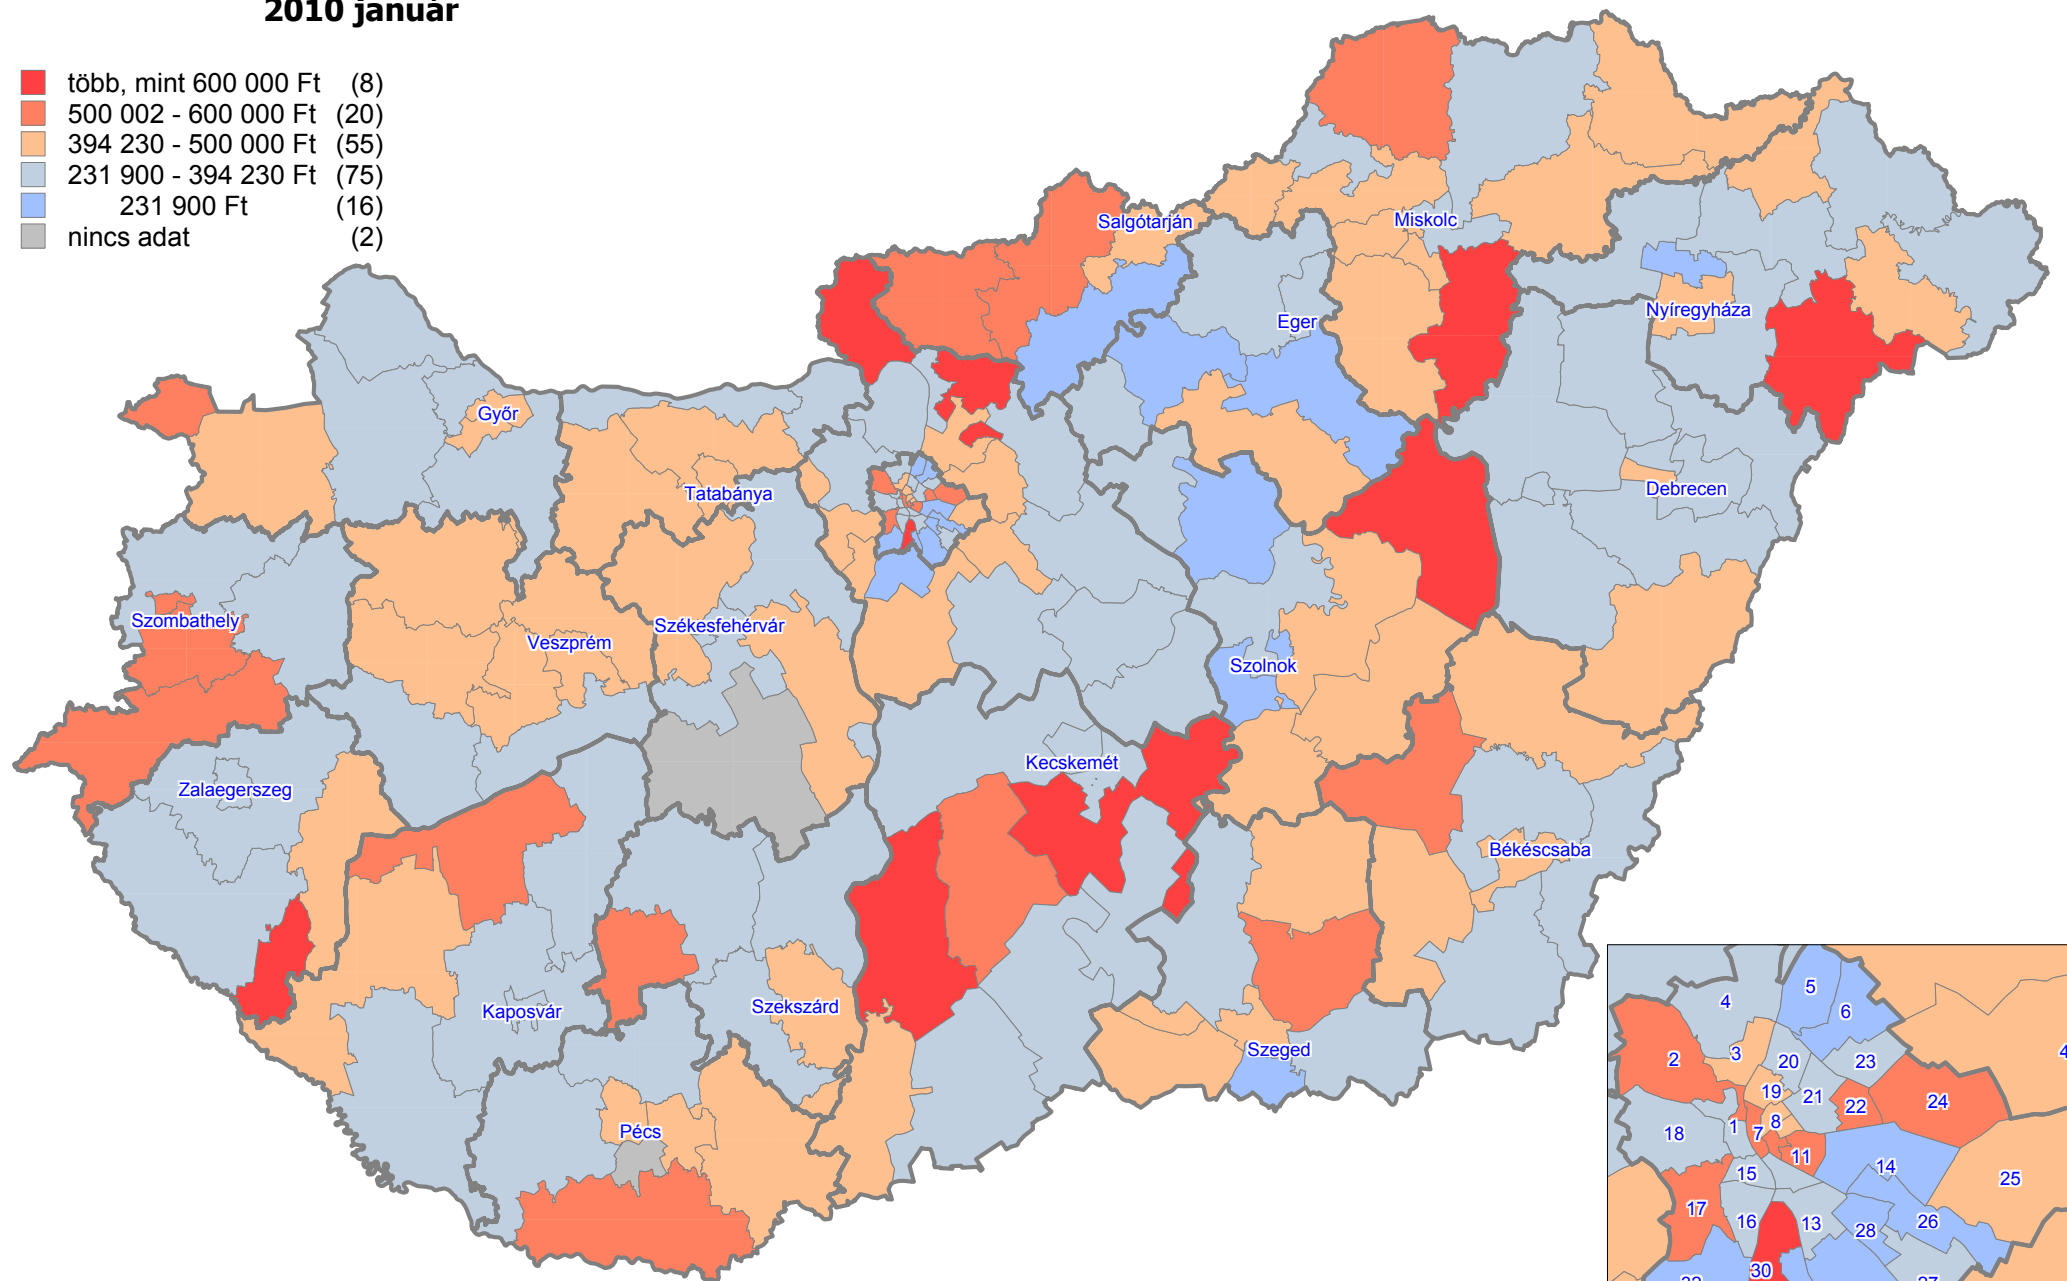 2010 január
több, mint 600 000 Ft (8)
500 002 - 600 000 Ft (20)
394 230 - 500 000 Ft (55)
231 900 - 394 230 Ft (75)
231 900 Ft (16)
nincs adat (2)
Salgótarján
Miskolc
Eger
Nyíregyháza
Győr
Tatabánya
Debrecen
Szombathely
Veszprém
Székesfehérvár
Szolnok
Kecskemét
Zalaegerszeg
Békéscsaba
Kaposvár
Szekszárd
Szeged
Pécs
4
5
6
2
3
20
23
4
19
21
22
24
18
1
7
8
11
15
14
25
17
16
13
28
26
30